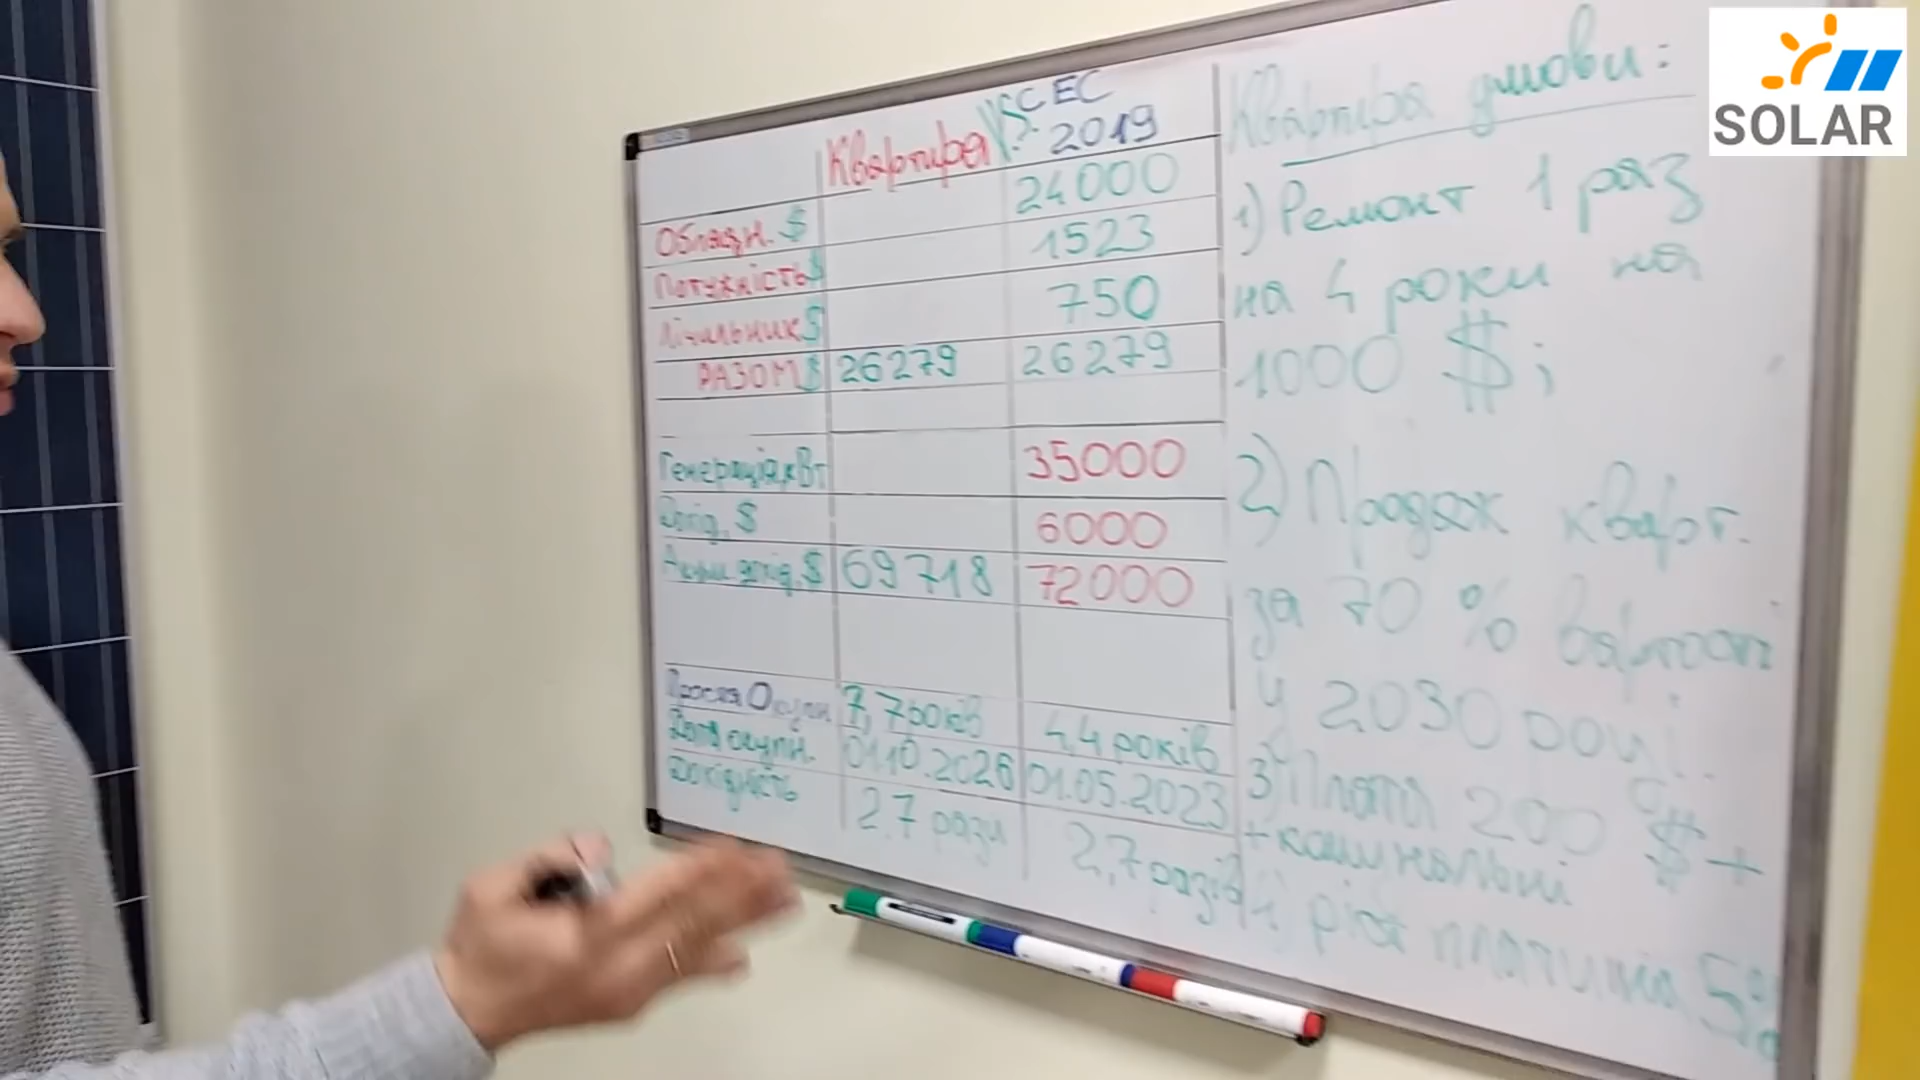 SOLAR
Квартира VS. СЕС 2019
Обладн. $ 24000
Потужність $ 1523
Лічильник $ 750
РАЗОМ $ 26279 26279
Генерація, кВт 35000
Дохід, $ 6000
Акум дохід, $ 69718 72000
Проста Окупн 7,7 років 4,4 років
Дата окупн. 01.10.2026 01.05.2023
Дохідність 2,7 рази 2,7 разів
Квартира умови:
1) Ремонт 1 раз
на 4 роки на
1000 $;
2) Продаж кварт.
за 70 % вартості
у 2030 році.
3) Плата 200 $ +
+ комунальні
4) ріст платежів 5%